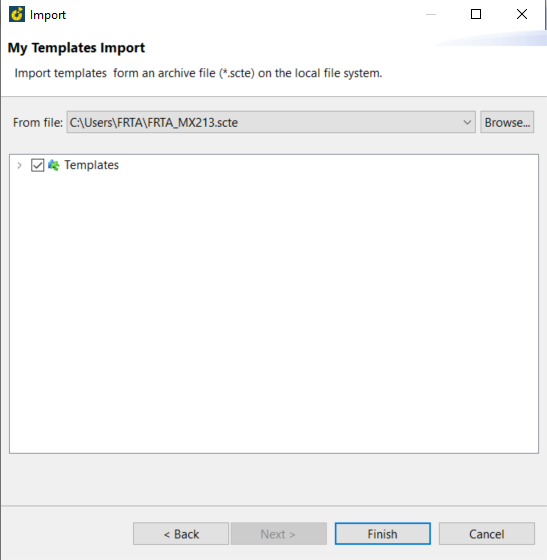 Import
My Templates Import
Import templates  form an archive file (*.scte) on the local file system.
From file: C:\Users\FRTA\FRTA_MX213.scte Browse...
Templates
< Back Next > Finish Cancel